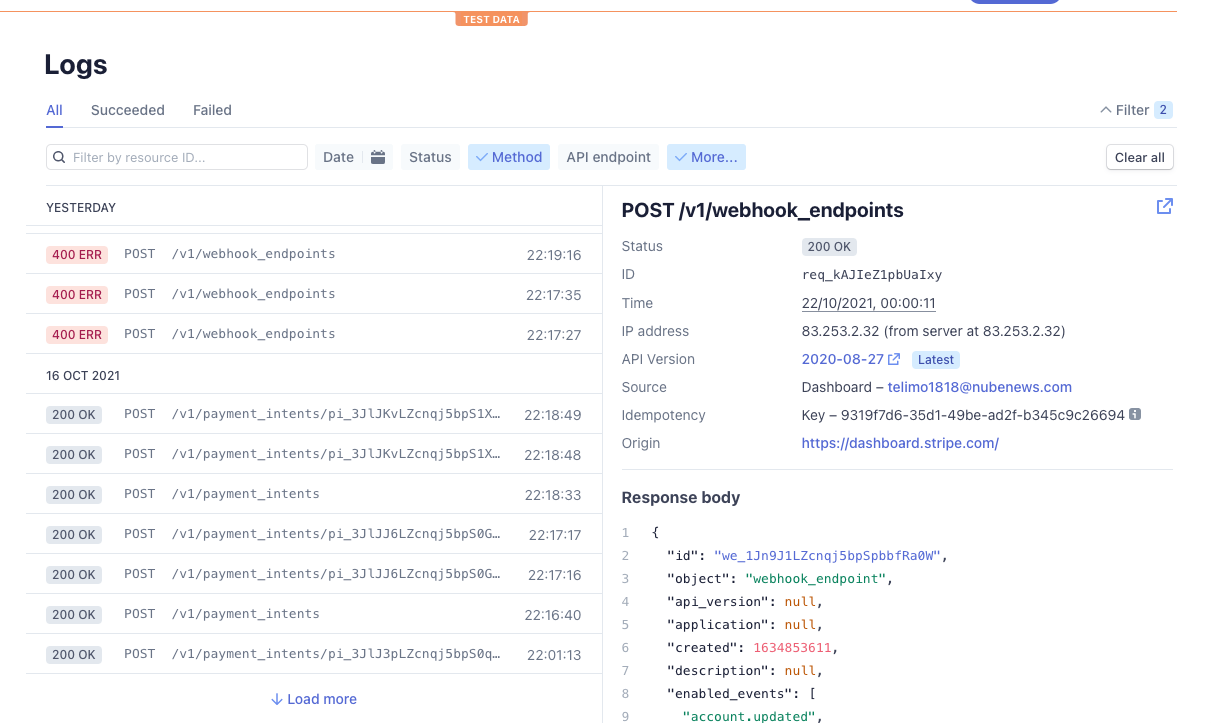 TEST DATA
Logs
All Succeeded Failed Filter 2
Filter by resource ID... Date Status Method API endpoint More... Clear all
YESTERDAY
400 ERR POST /v1/webhook_endpoints 22:19:16
400 ERR POST /v1/webhook_endpoints 22:17:35
400 ERR POST /v1/webhook_endpoints 22:17:27
16 OCT 2021
200 OK POST /v1/payment_intents/pi_3JlJKvLZcnqj5bpS1X… 22:18:49
200 OK POST /v1/payment_intents/pi_3JlJKvLZcnqj5bpS1X… 22:18:48
200 OK POST /v1/payment_intents 22:18:33
200 OK POST /v1/payment_intents/pi_3JlJJ6LZcnqj5bpS0G… 22:17:17
200 OK POST /v1/payment_intents/pi_3JlJJ6LZcnqj5bpS0G… 22:17:16
200 OK POST /v1/payment_intents 22:16:40
200 OK POST /v1/payment_intents/pi_3JlJ3pLZcnqj5bpS0q… 22:01:13
Load more
POST /v1/webhook_endpoints
Status 200 OK
ID req_kAJIeZ1pbUaIxy
Time 22/10/2021, 00:00:11
IP address 83.253.2.32 (from server at 83.253.2.32)
API Version 2020-08-27 Latest
Source Dashboard – telimo1818@nubenews.com
Idempotency Key – 9319f7d6-35d1-49be-ad2f-b345c9c26694
Origin https://dashboard.stripe.com/
Response body
1 {
2 "id": "we_1Jn9J1LZcnqj5bpSpbbfRa0W",
3 "object": "webhook_endpoint",
4 "api_version": null,
5 "application": null,
6 "created": 1634853611,
7 "description": null,
8 "enabled_events": [
9 "account.updated",